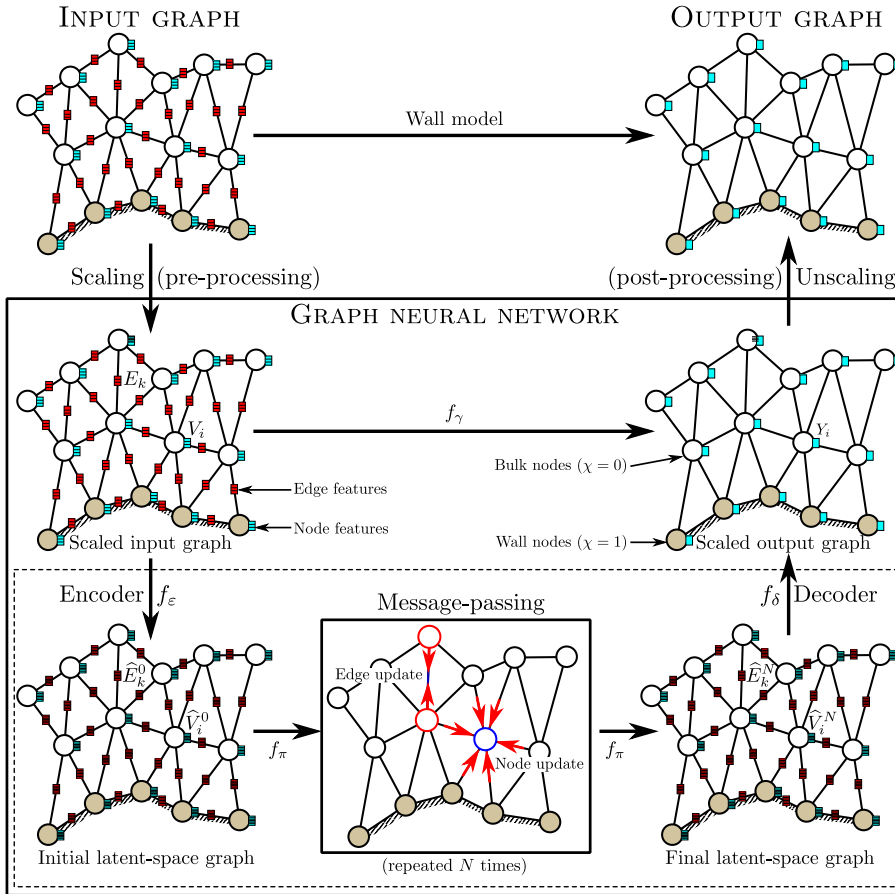 INPUT GRAPH
OUTPUT GRAPH
Wall model
Scaling (pre-processing)
(post-processing) Unscaling
GRAPH NEURAL NETWORK
E_k
V_i
f_γ
Y_i
Edge features
Node features
Bulk nodes (χ = 0)
Wall nodes (χ = 1)
Scaled input graph
Scaled output graph
Encoder f_ε
Message-passing
f_δ Decoder
Ê_k^0
V̂_i^0
Edge update
Node update
Ê_k^N
V̂_i^N
f_π
f_π
Initial latent-space graph
(repeated N times)
Final latent-space graph